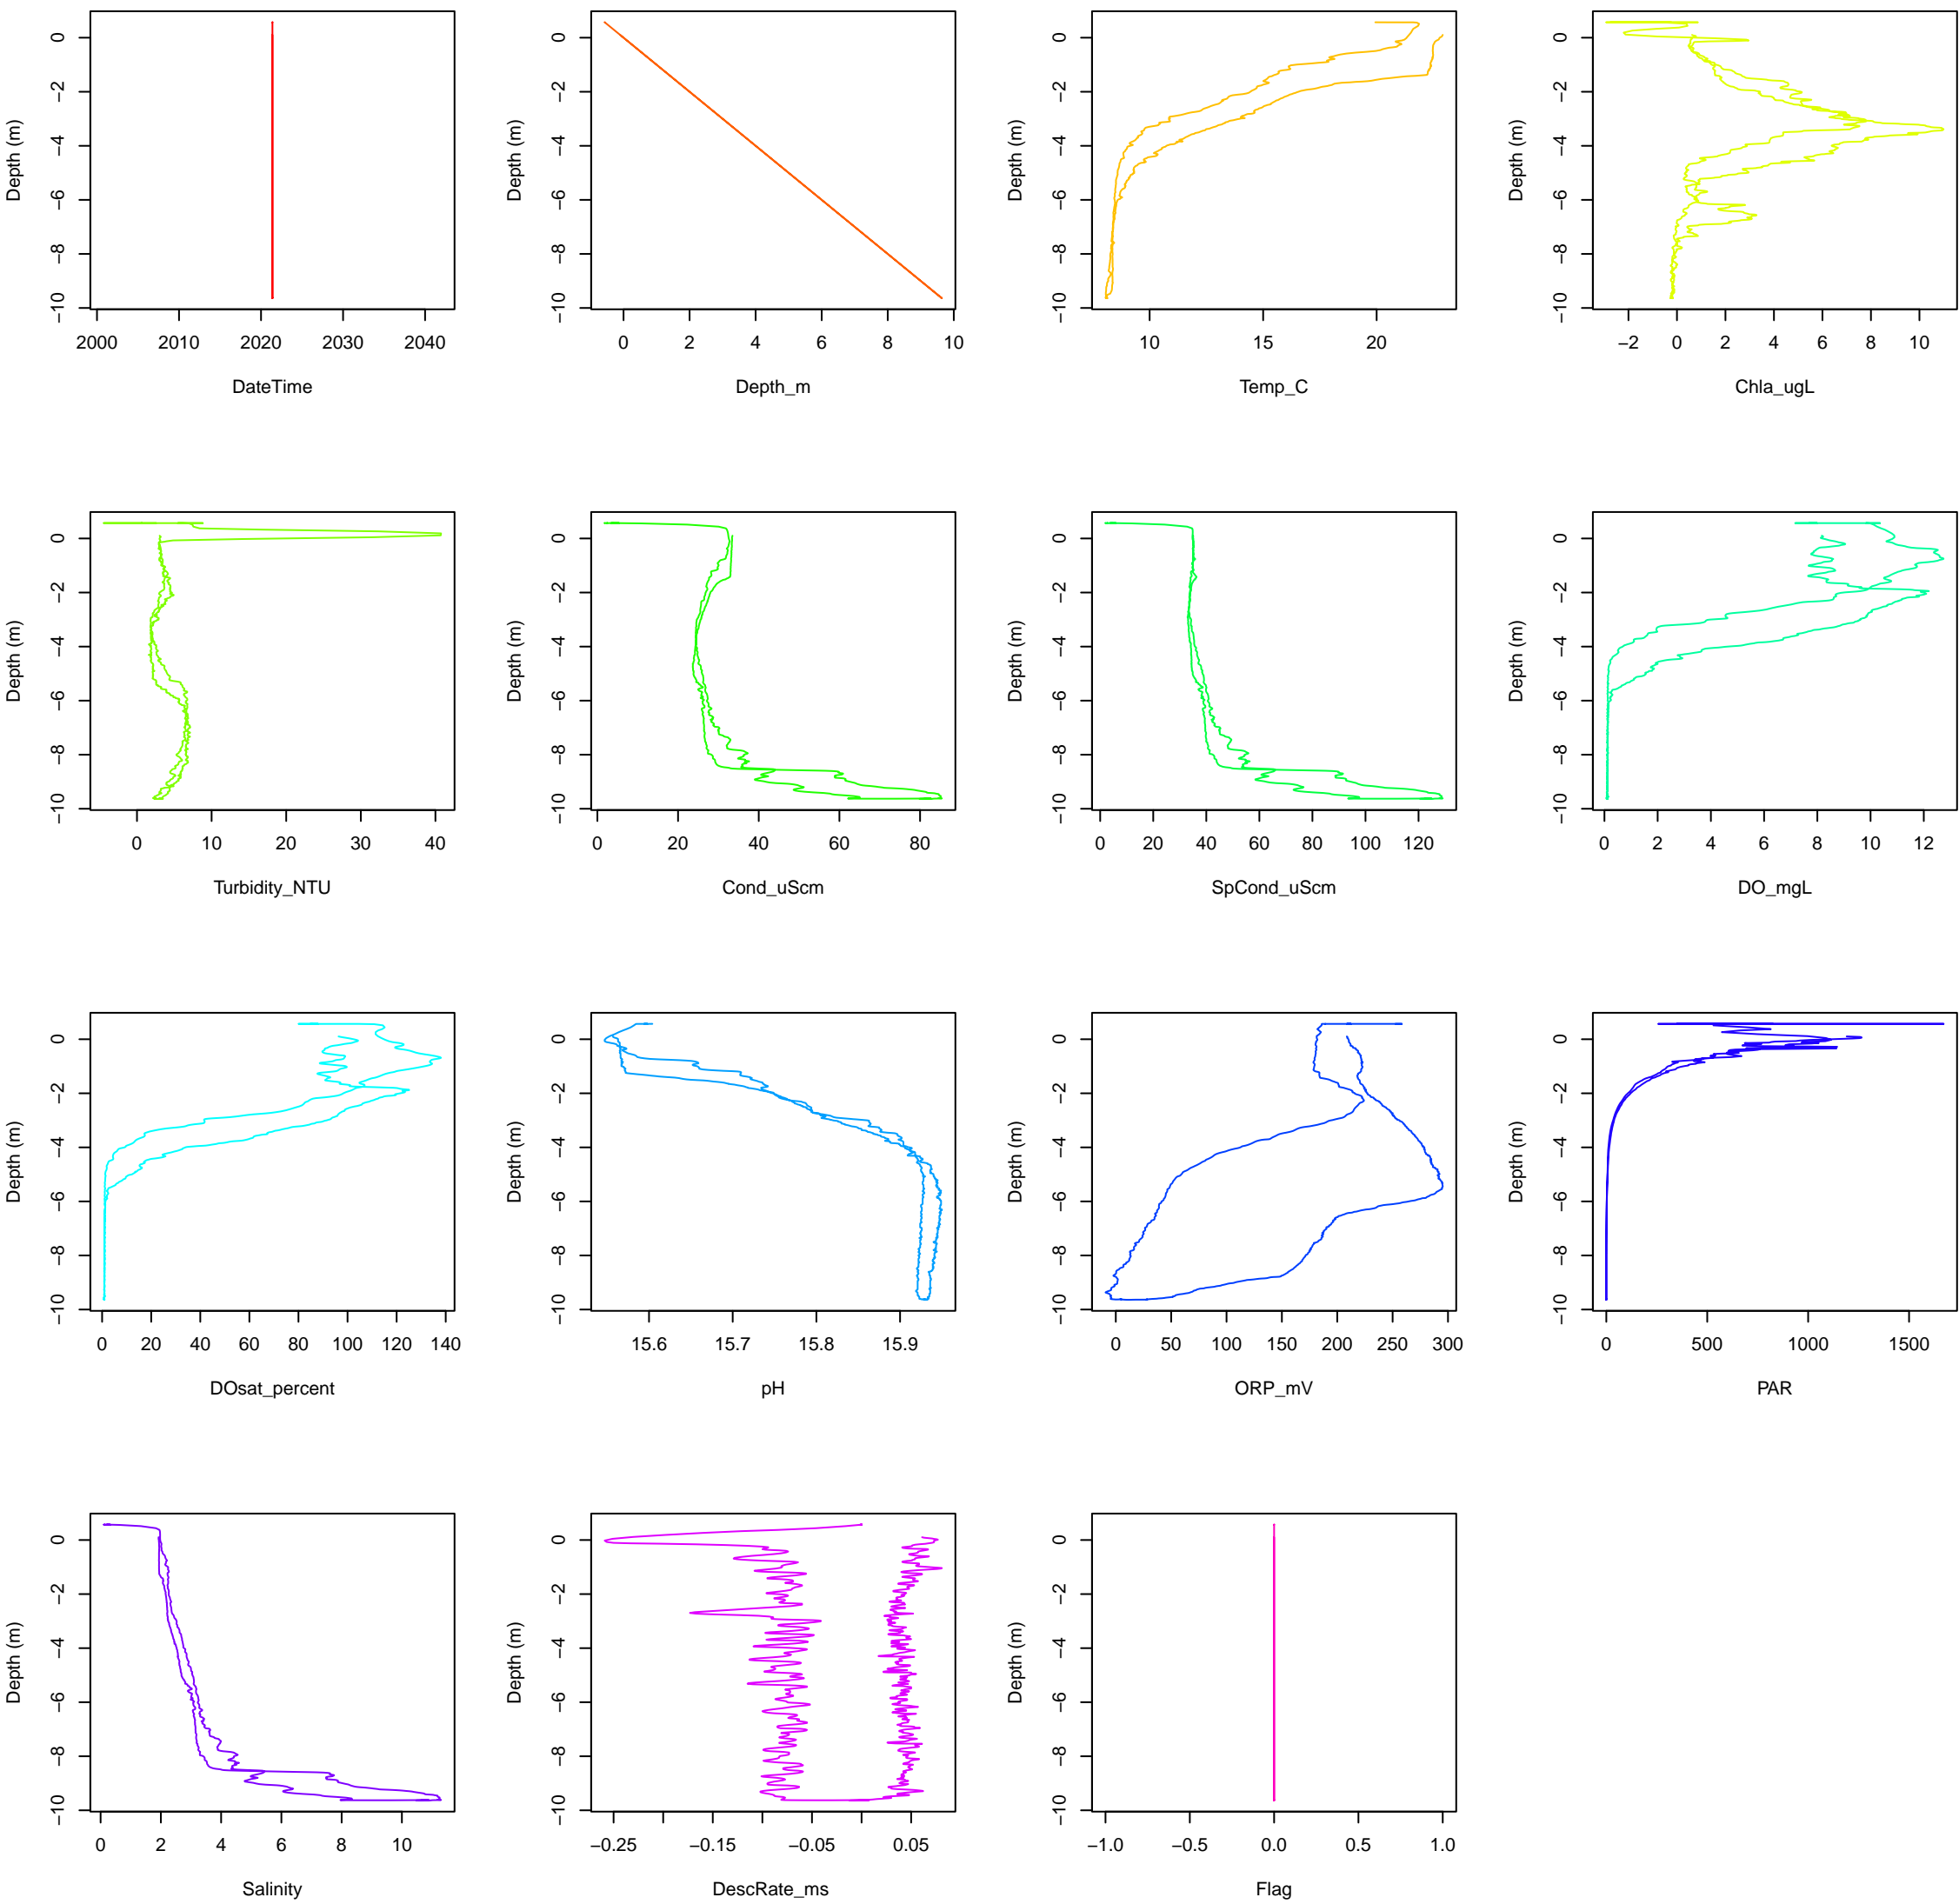 0 0 0 0
−2 −2 −2 −2
Depth (m) Depth (m) Depth (m) Depth (m)
−4 −4 −4 −4
−6 −6 −6 −6
−8 −8 −8 −8
−10 −10 −10 −10
2000 2010 2020 2030 2040 0 2 4 6 8 10 10 15 20 −2 0 2 4 6 8 10
DateTime Depth_m Temp_C Chla_ugL
0 0 0 0
−2 −2 −2 −2
Depth (m) Depth (m) Depth (m) Depth (m)
−4 −4 −4 −4
−6 −6 −6 −6
−8 −8 −8 −8
−10 −10 −10 −10
0 10 20 30 40 0 20 40 60 80 0 20 40 60 80 100 120 0 2 4 6 8 10 12
Turbidity_NTU Cond_uScm SpCond_uScm DO_mgL
0 0 0 0
−2 −2 −2 −2
Depth (m) Depth (m) Depth (m) Depth (m)
−4 −4 −4 −4
−6 −6 −6 −6
−8 −8 −8 −8
−10 −10 −10 −10
0 20 40 60 80 100 120 140 15.6 15.7 15.8 15.9 0 50 100 150 200 250 300 0 500 1000 1500
DOsat_percent pH ORP_mV PAR
0 0 0
−2 −2 −2
Depth (m) Depth (m) Depth (m)
−4 −4 −4
−6 −6 −6
−8 −8 −8
−10 −10 −10
0 2 4 6 8 10 −0.25 −0.15 −0.05 0.05 −1.0 −0.5 0.0 0.5 1.0
Salinity DescRate_ms Flag